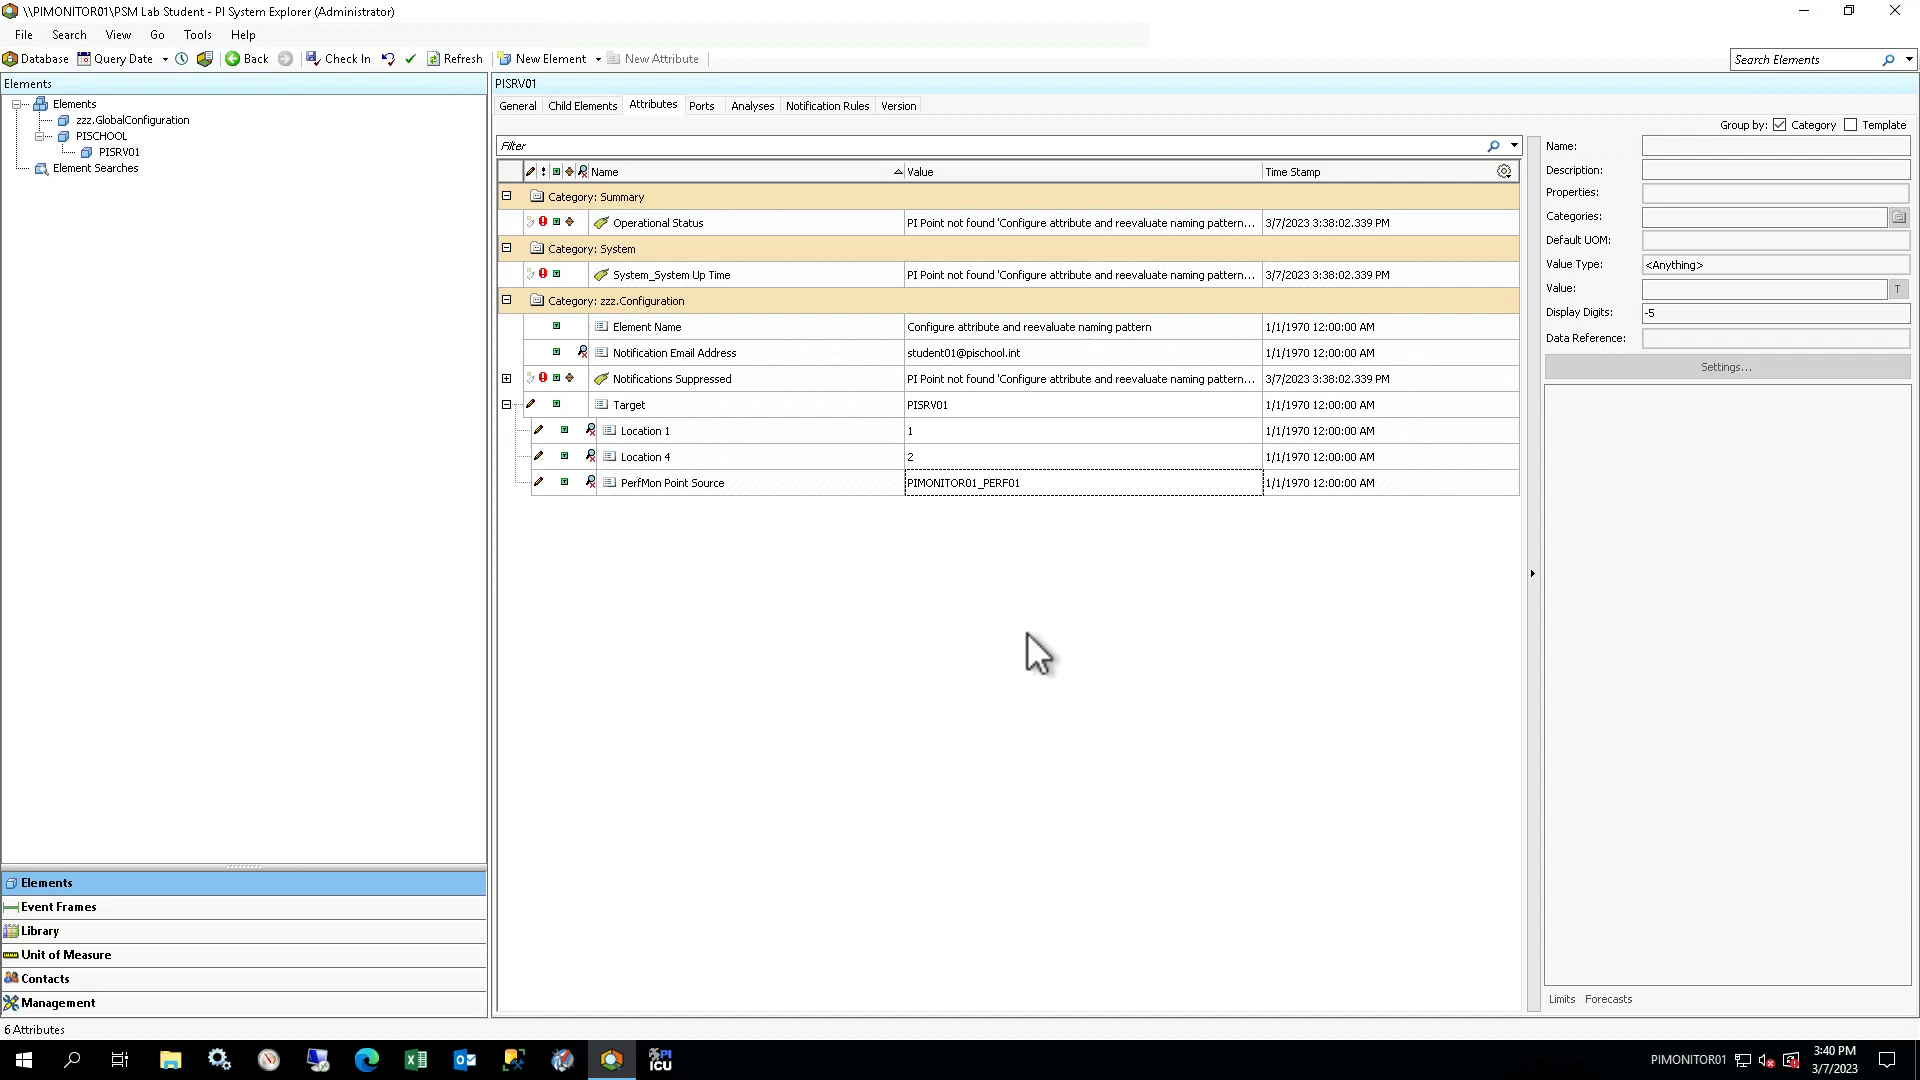 \\PIMONITOR01\PSM Lab Student - PI System Explorer (Administrator)
File Search View Go Tools Help
Database Query Date Back Check In Refresh New Element New Attribute Search Elements
Elements
Elements
zzz.GlobalConfiguration
PISCHOOL
PISRV01
Element Searches
Elements
Event Frames
Library
Unit of Measure
Contacts
Management
PISRV01
General Child Elements Attributes Ports Analyses Notification Rules Version
Group by: Category Template
Filter
Name Value Time Stamp
Category: Summary
Operational Status PI Point not found 'Configure attribute and reevaluate naming pattern... 3/7/2023 3:38:02.339 PM
Category: System
System_System Up Time PI Point not found 'Configure attribute and reevaluate naming pattern... 3/7/2023 3:38:02.339 PM
Category: zzz.Configuration
Element Name Configure attribute and reevaluate naming pattern 1/1/1970 12:00:00 AM
Notification Email Address student01@pischool.int 1/1/1970 12:00:00 AM
Notifications Suppressed PI Point not found 'Configure attribute and reevaluate naming pattern... 3/7/2023 3:38:02.339 PM
Target PISRV01 1/1/1970 12:00:00 AM
Location 1 1 1/1/1970 12:00:00 AM
Location 4 2 1/1/1970 12:00:00 AM
PerfMon Point Source PIMONITOR01_PERF01 1/1/1970 12:00:00 AM
Name:
Description:
Properties:
Categories:
Default UOM:
Value Type: <Anything>
Value: T
Display Digits: -5
Data Reference:
Settings...
Limits Forecasts
6 Attributes
PI ICU
PIMONITOR01
3:40 PM
3/7/2023